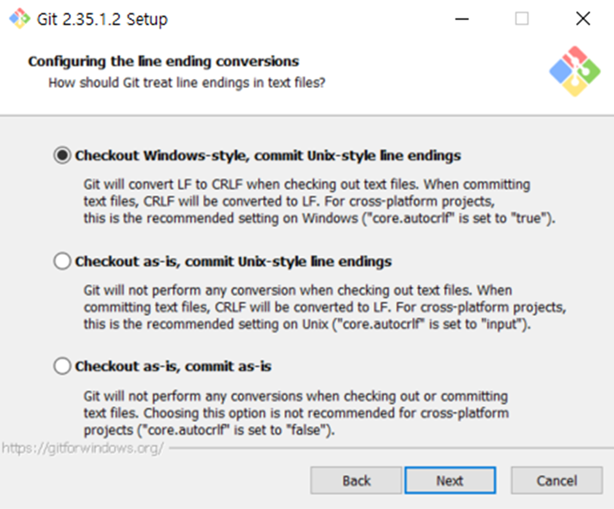 Git 2.35.1.2 Setup
Configuring the line ending conversions
How should Git treat line endings in text files?
Checkout Windows-style, commit Unix-style line endings
Git will convert LF to CRLF when checking out text files. When committing
text files, CRLF will be converted to LF. For cross-platform projects,
this is the recommended setting on Windows ("core.autocrlf" is set to "true").
Checkout as-is, commit Unix-style line endings
Git will not perform any conversion when checking out text files. When
committing text files, CRLF will be converted to LF. For cross-platform projects,
this is the recommended setting on Unix ("core.autocrlf" is set to "input").
Checkout as-is, commit as-is
Git will not perform any conversions when checking out or committing
text files. Choosing this option is not recommended for cross-platform
projects ("core.autocrlf" is set to "false").
https://gitforwindows.org/
Back Next Cancel